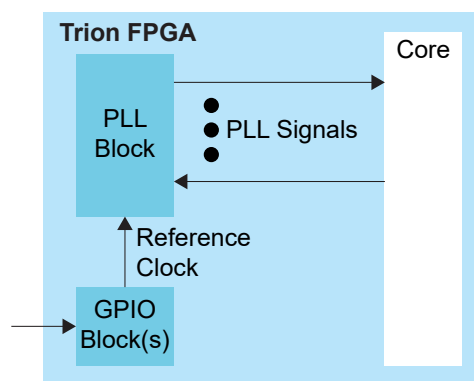 Trion FPGA
Core
PLL
Block
PLL Signals
Reference
Clock
GPIO
Block(s)